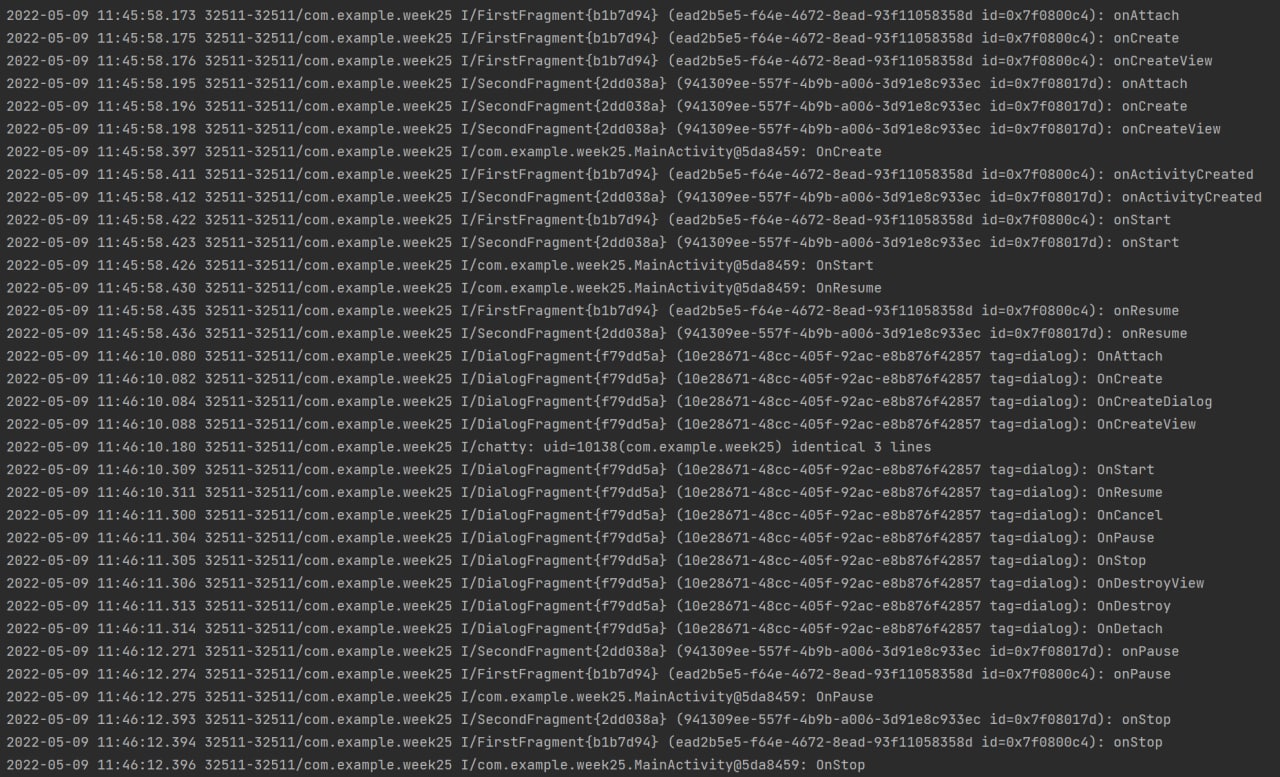 2022-05-09 11:45:58.173 32511-32511/com.example.week25 I/FirstFragment{b1b7d94} (ead2b5e5-f64e-4672-8ead-93f11058358d id=0x7f0800c4): onAttach
2022-05-09 11:45:58.175 32511-32511/com.example.week25 I/FirstFragment{b1b7d94} (ead2b5e5-f64e-4672-8ead-93f11058358d id=0x7f0800c4): onCreate
2022-05-09 11:45:58.176 32511-32511/com.example.week25 I/FirstFragment{b1b7d94} (ead2b5e5-f64e-4672-8ead-93f11058358d id=0x7f0800c4): onCreateView
2022-05-09 11:45:58.195 32511-32511/com.example.week25 I/SecondFragment{2dd038a} (941309ee-557f-4b9b-a006-3d91e8c933ec id=0x7f08017d): onAttach
2022-05-09 11:45:58.196 32511-32511/com.example.week25 I/SecondFragment{2dd038a} (941309ee-557f-4b9b-a006-3d91e8c933ec id=0x7f08017d): onCreate
2022-05-09 11:45:58.198 32511-32511/com.example.week25 I/SecondFragment{2dd038a} (941309ee-557f-4b9b-a006-3d91e8c933ec id=0x7f08017d): onCreateView
2022-05-09 11:45:58.397 32511-32511/com.example.week25 I/com.example.week25.MainActivity@5da8459: OnCreate
2022-05-09 11:45:58.411 32511-32511/com.example.week25 I/FirstFragment{b1b7d94} (ead2b5e5-f64e-4672-8ead-93f11058358d id=0x7f0800c4): onActivityCreated
2022-05-09 11:45:58.412 32511-32511/com.example.week25 I/SecondFragment{2dd038a} (941309ee-557f-4b9b-a006-3d91e8c933ec id=0x7f08017d): onActivityCreated
2022-05-09 11:45:58.422 32511-32511/com.example.week25 I/FirstFragment{b1b7d94} (ead2b5e5-f64e-4672-8ead-93f11058358d id=0x7f0800c4): onStart
2022-05-09 11:45:58.423 32511-32511/com.example.week25 I/SecondFragment{2dd038a} (941309ee-557f-4b9b-a006-3d91e8c933ec id=0x7f08017d): onStart
2022-05-09 11:45:58.426 32511-32511/com.example.week25 I/com.example.week25.MainActivity@5da8459: OnStart
2022-05-09 11:45:58.430 32511-32511/com.example.week25 I/com.example.week25.MainActivity@5da8459: OnResume
2022-05-09 11:45:58.435 32511-32511/com.example.week25 I/FirstFragment{b1b7d94} (ead2b5e5-f64e-4672-8ead-93f11058358d id=0x7f0800c4): onResume
2022-05-09 11:45:58.436 32511-32511/com.example.week25 I/SecondFragment{2dd038a} (941309ee-557f-4b9b-a006-3d91e8c933ec id=0x7f08017d): onResume
2022-05-09 11:46:10.080 32511-32511/com.example.week25 I/DialogFragment{f79dd5a} (10e28671-48cc-405f-92ac-e8b876f42857 tag=dialog): OnAttach
2022-05-09 11:46:10.082 32511-32511/com.example.week25 I/DialogFragment{f79dd5a} (10e28671-48cc-405f-92ac-e8b876f42857 tag=dialog): OnCreate
2022-05-09 11:46:10.084 32511-32511/com.example.week25 I/DialogFragment{f79dd5a} (10e28671-48cc-405f-92ac-e8b876f42857 tag=dialog): OnCreateDialog
2022-05-09 11:46:10.088 32511-32511/com.example.week25 I/DialogFragment{f79dd5a} (10e28671-48cc-405f-92ac-e8b876f42857 tag=dialog): OnCreateView
2022-05-09 11:46:10.180 32511-32511/com.example.week25 I/chatty: uid=10138(com.example.week25) identical 3 lines
2022-05-09 11:46:10.309 32511-32511/com.example.week25 I/DialogFragment{f79dd5a} (10e28671-48cc-405f-92ac-e8b876f42857 tag=dialog): OnStart
2022-05-09 11:46:10.311 32511-32511/com.example.week25 I/DialogFragment{f79dd5a} (10e28671-48cc-405f-92ac-e8b876f42857 tag=dialog): OnResume
2022-05-09 11:46:11.300 32511-32511/com.example.week25 I/DialogFragment{f79dd5a} (10e28671-48cc-405f-92ac-e8b876f42857 tag=dialog): OnCancel
2022-05-09 11:46:11.304 32511-32511/com.example.week25 I/DialogFragment{f79dd5a} (10e28671-48cc-405f-92ac-e8b876f42857 tag=dialog): OnPause
2022-05-09 11:46:11.305 32511-32511/com.example.week25 I/DialogFragment{f79dd5a} (10e28671-48cc-405f-92ac-e8b876f42857 tag=dialog): OnStop
2022-05-09 11:46:11.306 32511-32511/com.example.week25 I/DialogFragment{f79dd5a} (10e28671-48cc-405f-92ac-e8b876f42857 tag=dialog): OnDestroyView
2022-05-09 11:46:11.313 32511-32511/com.example.week25 I/DialogFragment{f79dd5a} (10e28671-48cc-405f-92ac-e8b876f42857 tag=dialog): OnDestroy
2022-05-09 11:46:11.314 32511-32511/com.example.week25 I/DialogFragment{f79dd5a} (10e28671-48cc-405f-92ac-e8b876f42857 tag=dialog): OnDetach
2022-05-09 11:46:12.271 32511-32511/com.example.week25 I/SecondFragment{2dd038a} (941309ee-557f-4b9b-a006-3d91e8c933ec id=0x7f08017d): onPause
2022-05-09 11:46:12.274 32511-32511/com.example.week25 I/FirstFragment{b1b7d94} (ead2b5e5-f64e-4672-8ead-93f11058358d id=0x7f0800c4): onPause
2022-05-09 11:46:12.275 32511-32511/com.example.week25 I/com.example.week25.MainActivity@5da8459: OnPause
2022-05-09 11:46:12.393 32511-32511/com.example.week25 I/SecondFragment{2dd038a} (941309ee-557f-4b9b-a006-3d91e8c933ec id=0x7f08017d): onStop
2022-05-09 11:46:12.394 32511-32511/com.example.week25 I/FirstFragment{b1b7d94} (ead2b5e5-f64e-4672-8ead-93f11058358d id=0x7f0800c4): onStop
2022-05-09 11:46:12.396 32511-32511/com.example.week25 I/com.example.week25.MainActivity@5da8459: OnStop